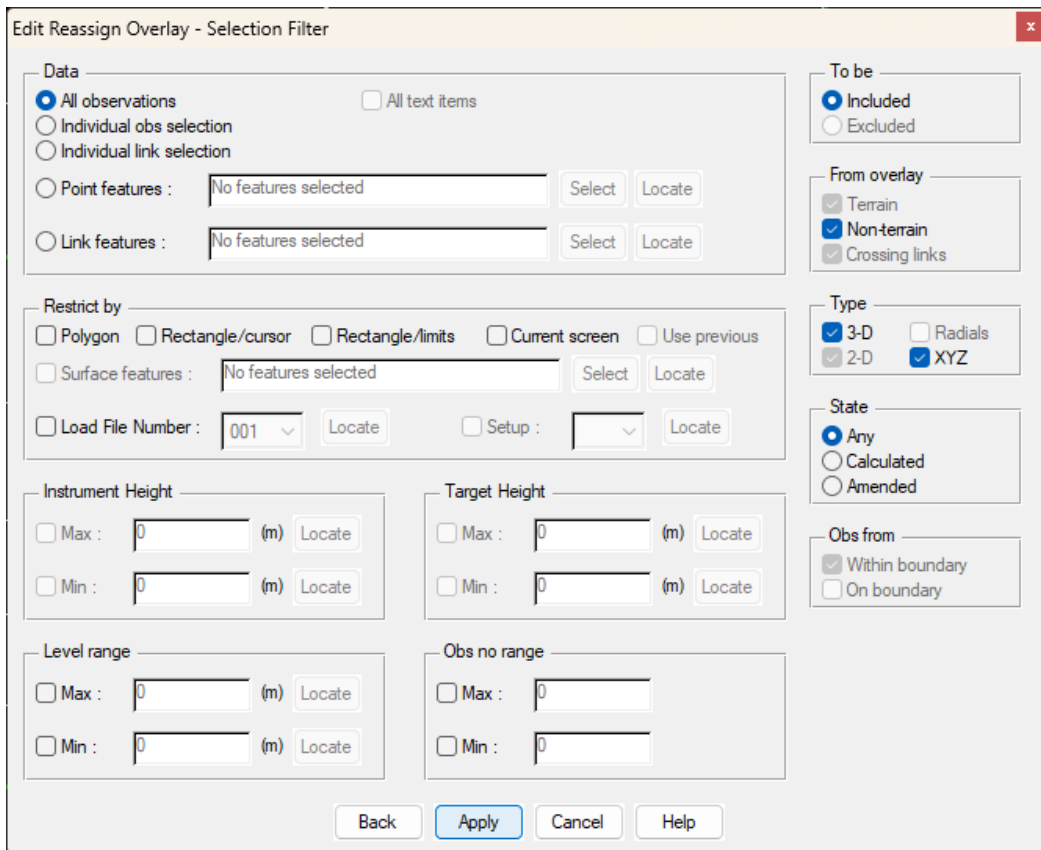 Edit Reassign Overlay - Selection Filter
x
Data
All observations
All text items
Individual obs selection
Individual link selection
Point features :
No features selected
Select
Locate
Link features :
No features selected
Select
Locate
To be
Included
Excluded
From overlay
Terrain
Non-terrain
Crossing links
Restrict by
Polygon
Rectangle/cursor
Rectangle/limits
Current screen
Use previous
Surface features :
No features selected
Select
Locate
Load File Number :
001
Locate
Setup :
Locate
Type
3-D
Radials
2-D
XYZ
State
Any
Calculated
Amended
Instrument Height
Max :
0
(m)
Locate
Min :
0
(m)
Locate
Target Height
Max :
0
(m)
Locate
Min :
0
(m)
Locate
Obs from
Within boundary
On boundary
Level range
Max :
0
(m)
Locate
Min :
0
(m)
Locate
Obs no range
Max :
0
Min :
0
Back
Apply
Cancel
Help